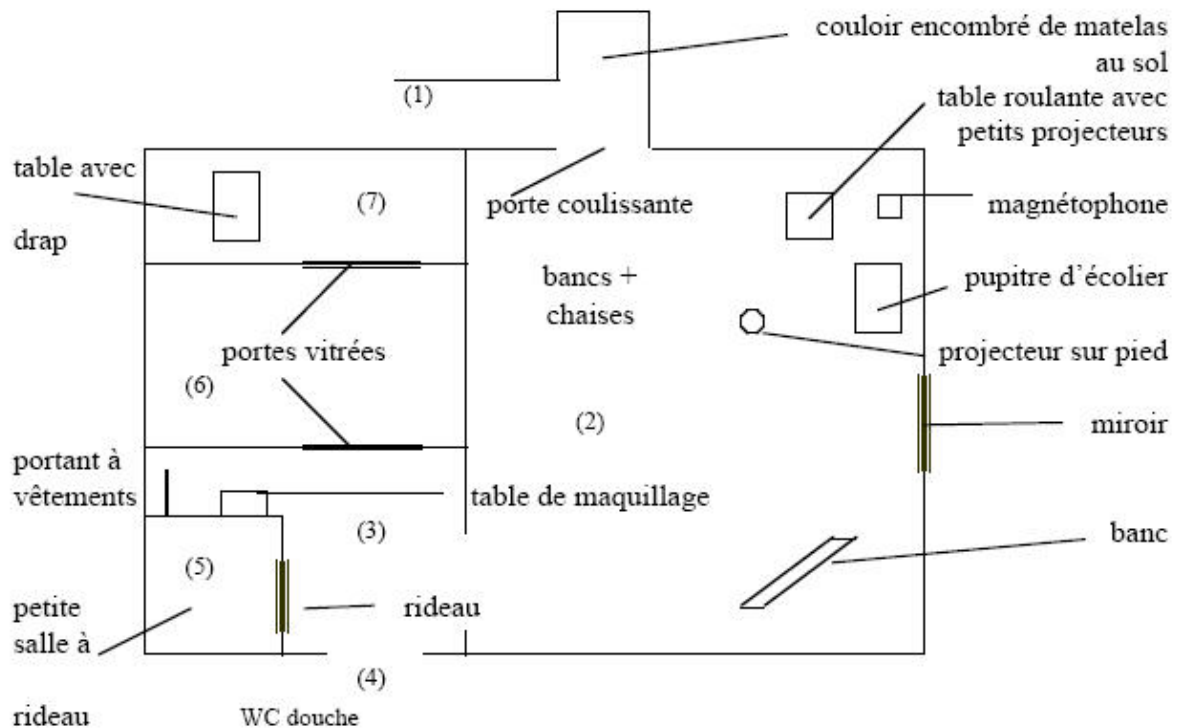 couloir encombré de matelas
au sol
(1)
table roulante avec
petits projecteurs
table avec
drap
(7)
porte coulissante
magnétophone
bancs +
chaises
pupitre d’écolier
portes vitrées
projecteur sur pied
(6)
(2)
miroir
portant à
vêtements
table de maquillage
(3)
banc
(5)
petite
salle à
rideau
rideau
(4)
WC douche